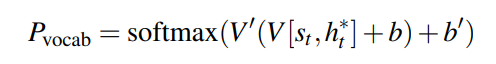 P_vocab = softmax(V′(V[s_t, h_t^*] + b) + b′)